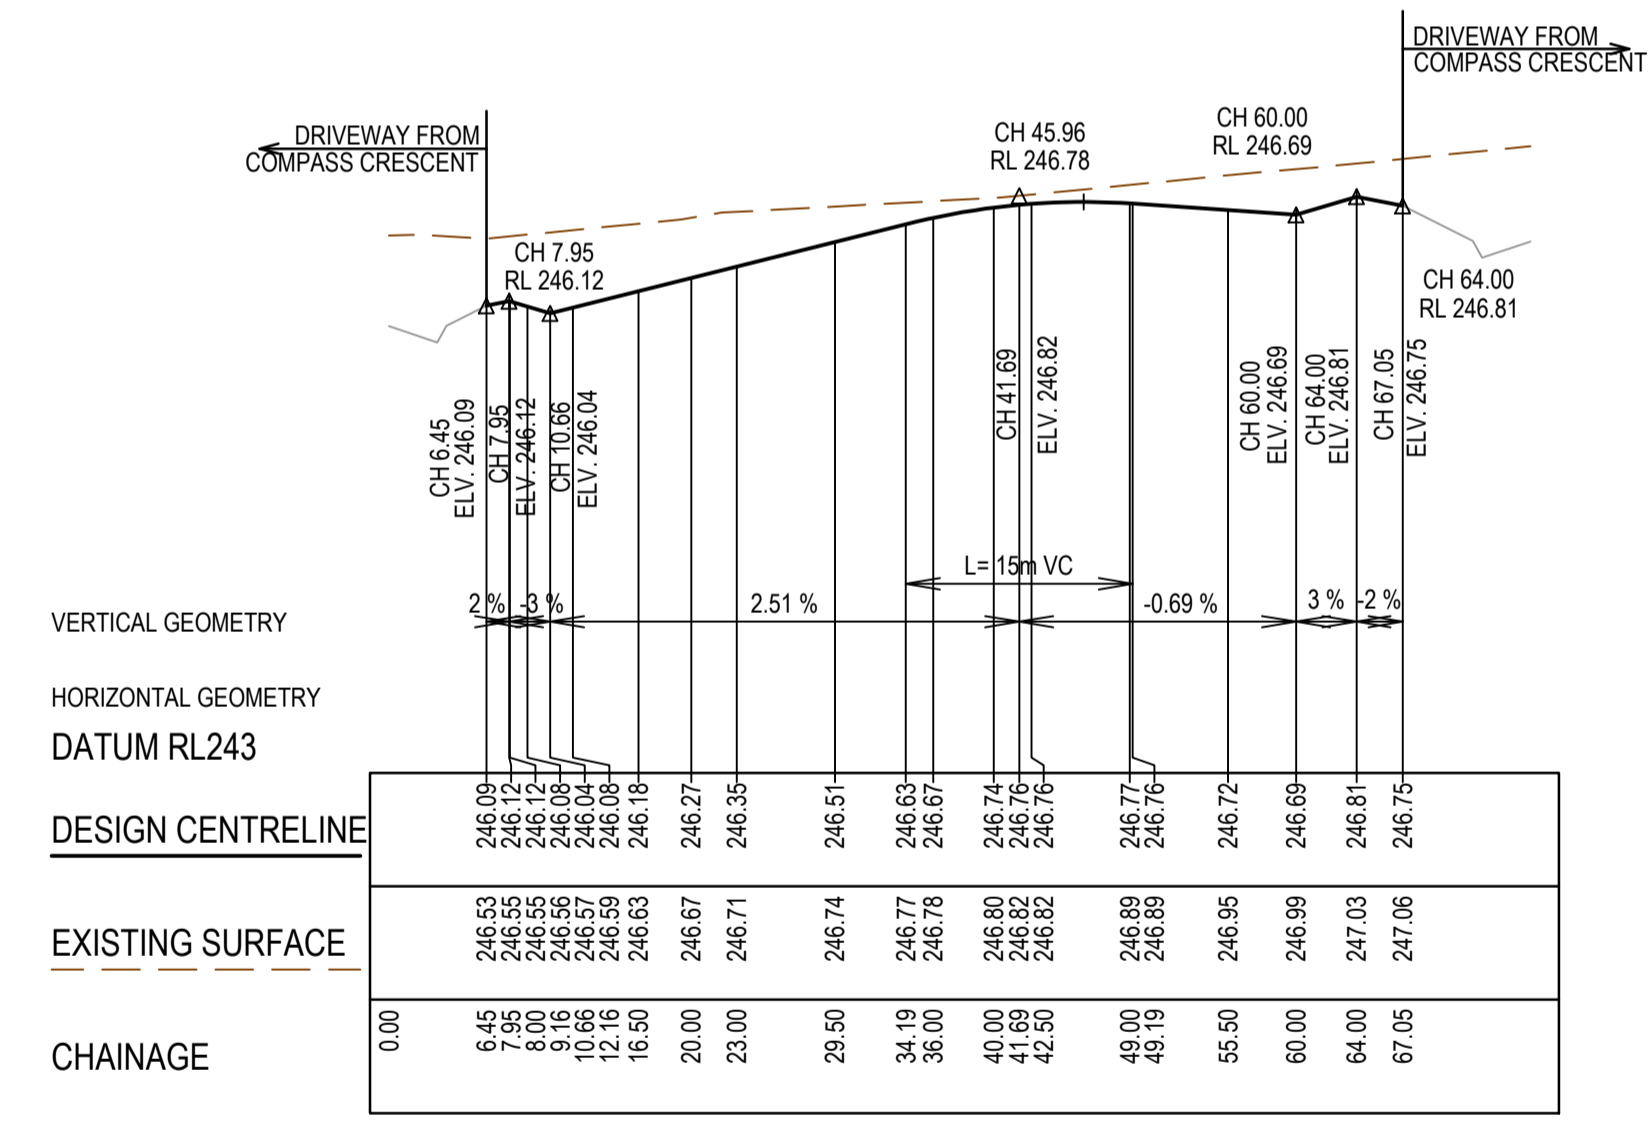 DRIVEWAY FROM
COMPASS CRESCENT
DRIVEWAY FROM
COMPASS CRESCENT
CH 7.95
RL 246.12
CH 45.96
RL 246.78
CH 60.00
RL 246.69
CH 64.00
RL 246.81
CH 6.45
ELV. 246.09
CH 7.95
ELV. 246.12
CH 10.66
ELV. 246.04
CH 41.69
ELV. 246.82
CH 60.00
ELV. 246.69
CH 64.00
ELV. 246.81
CH 67.05
ELV. 246.75
L= 15m VC
VERTICAL GEOMETRY 2 % -3 % 2.51 % -0.69 % 3 % -2 %
HORIZONTAL GEOMETRY
DATUM RL243
DESIGN CENTRELINE 246.09 246.12 246.12 246.08 246.04 246.08 246.18 246.27 246.35 246.51 246.63 246.67 246.74 246.76 246.76 246.77 246.76 246.72 246.69 246.81 246.75
EXISTING SURFACE 246.53 246.55 246.55 246.56 246.57 246.59 246.63 246.67 246.71 246.74 246.77 246.78 246.80 246.82 246.82 246.89 246.89 246.95 246.99 247.03 247.06
CHAINAGE 0.00 6.45 7.95 8.00 9.16 10.66 12.16 16.50 20.00 23.00 29.50 34.19 36.00 40.00 41.69 42.50 49.00 49.19 55.50 60.00 64.00 67.05